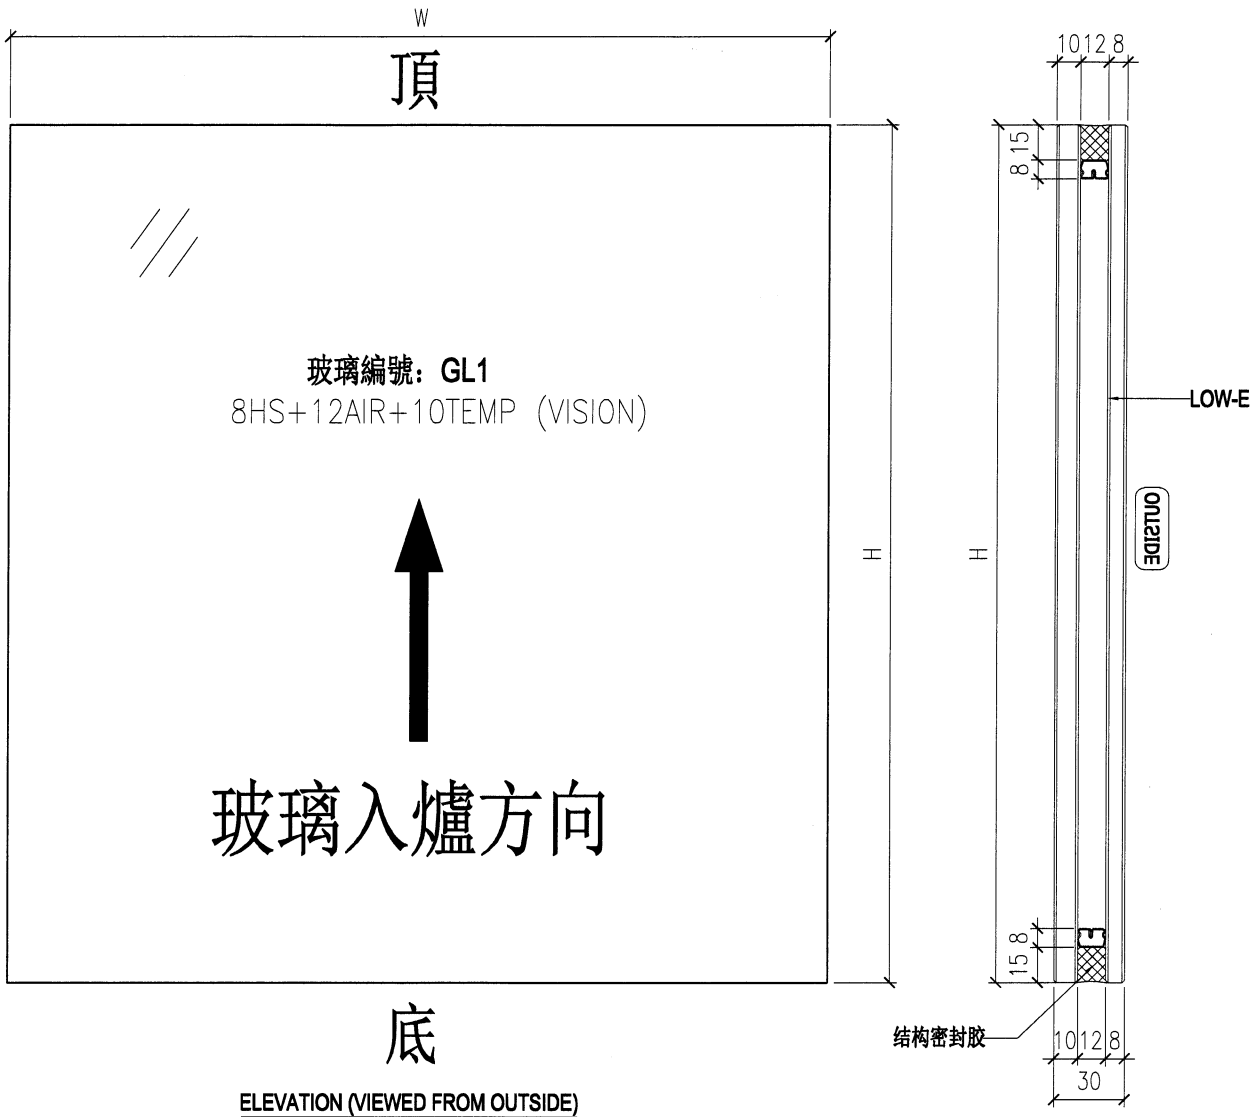 W
頂
玻璃編號：GL1
8HS+12AIR+10TEMP (VISION)
玻璃入爐方向
底
ELEVATION (VIEWED FROM OUTSIDE)
H
10 12 8
15
8
H
LOW-E
OUTSIDE
8
15
结构密封胶
10 12 8
30